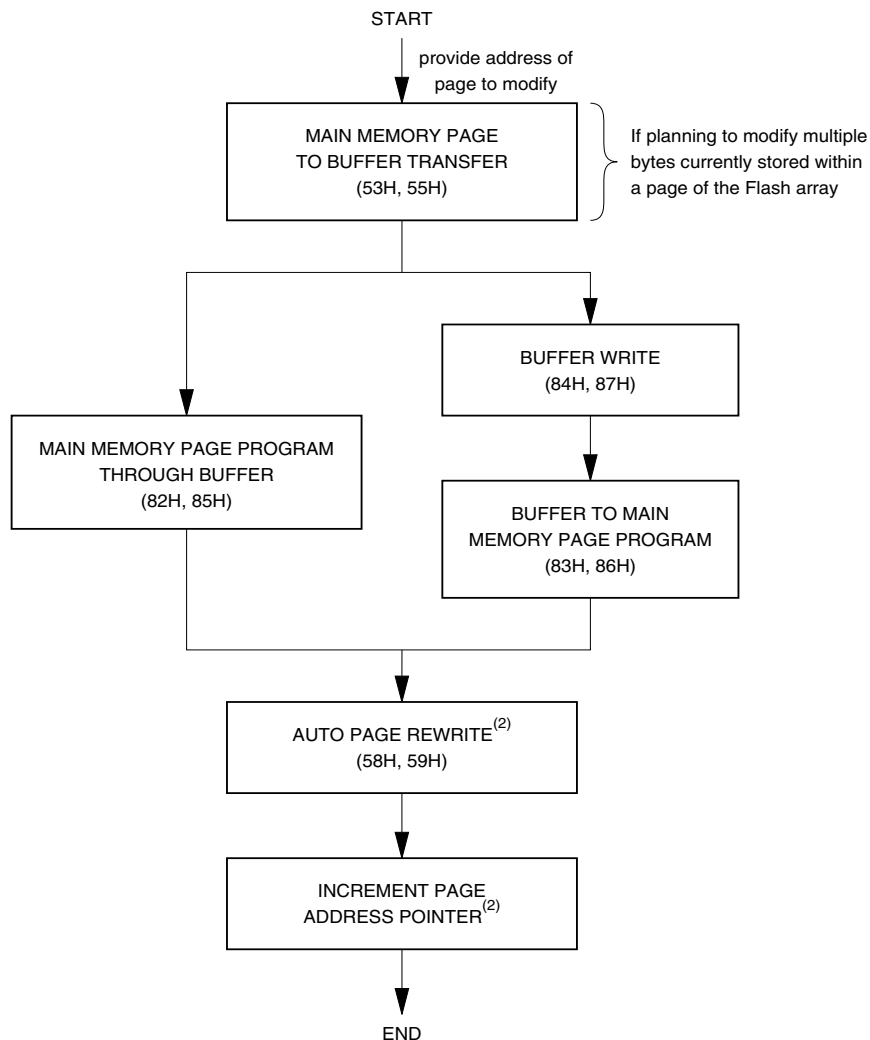 START
provide address of
page to modify
MAIN MEMORY PAGE
TO BUFFER TRANSFER
(53H, 55H)
If planning to modify multiple
bytes currently stored within
a page of the Flash array
BUFFER WRITE
(84H, 87H)
MAIN MEMORY PAGE PROGRAM
THROUGH BUFFER
(82H, 85H)
BUFFER TO MAIN
MEMORY PAGE PROGRAM
(83H, 86H)
AUTO PAGE REWRITE(2)
(58H, 59H)
INCREMENT PAGE
ADDRESS POINTER(2)
END